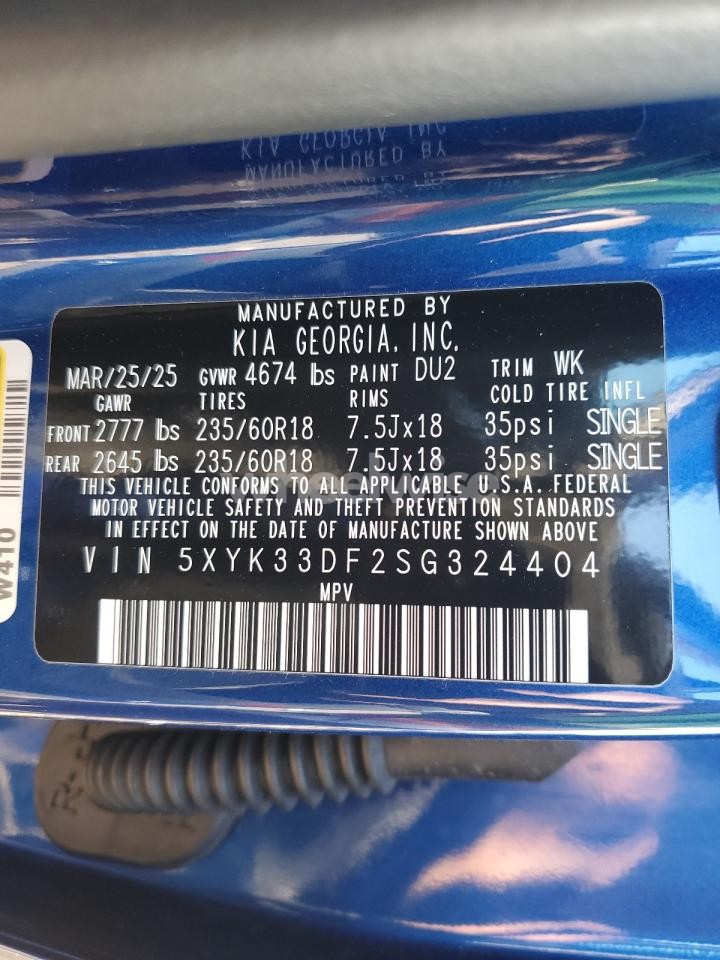 MANUFACTURED BY
KIA GEORGIA, INC.
MAR/25/25 GVWR 4674 lbs PAINT DU2 TRIM WK
GAWR TIRES RIMS COLD TIRE INFL
FRONT 2777 lbs 235/60R18 7.5Jx18 35psi SINGLE
REAR 2645 lbs 235/60R18 7.5Jx18 35psi SINGLE
THIS VEHICLE CONFORMS TO ALL APPLICABLE U.S.A. FEDERAL
MOTOR VEHICLE SAFETY AND THEFT PREVENTION STANDARDS
IN EFFECT ON THE DATE OF MANUFACTURE SHOWN ABOVE
VIN 5XYK33DF2SG324404
MPV
W410